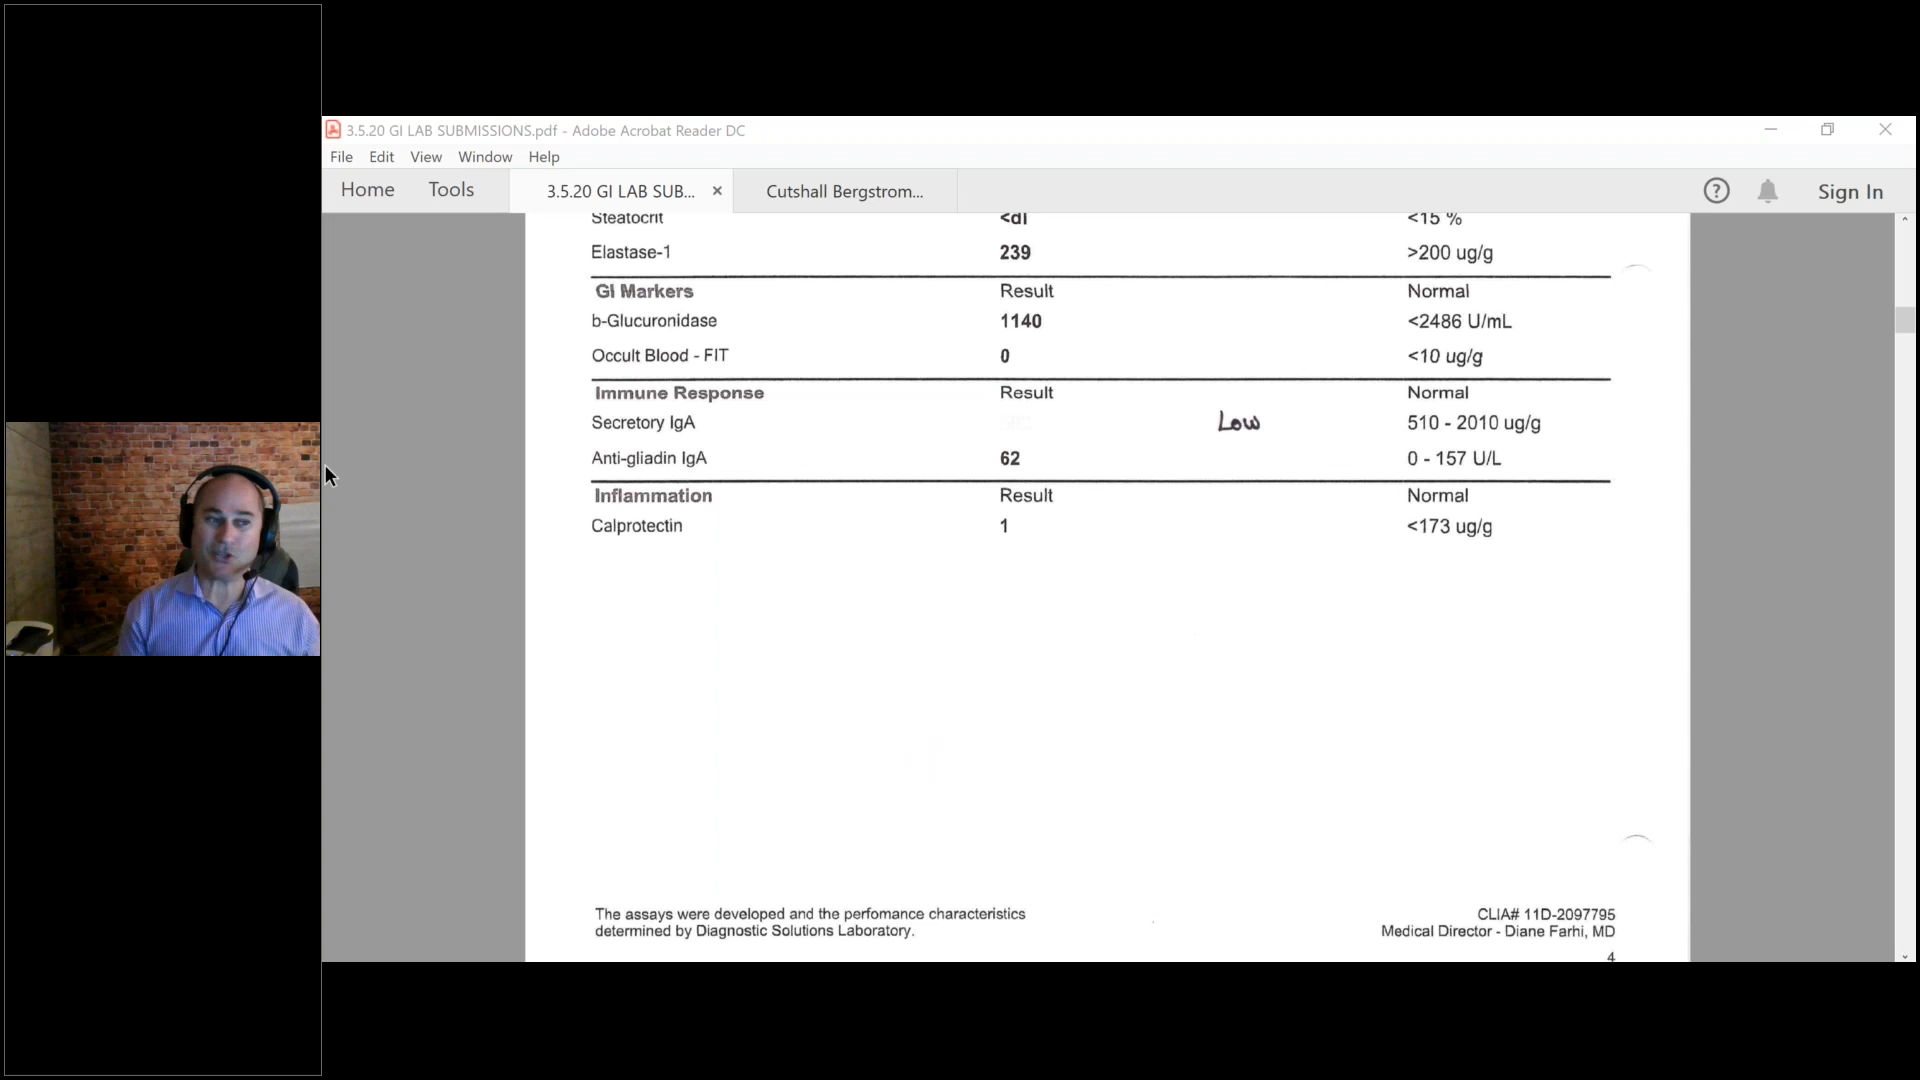 3.5.20 GI LAB SUBMISSIONS.pdf - Adobe Acrobat Reader DC
File Edit View Window Help
Home Tools 3.5.20 GI LAB SUB... × Cutshall Bergstrom... ? Sign In
Steatocrit <dl <15 %
Elastase-1 239 >200 ug/g
GI Markers Result Normal
b-Glucuronidase 1140 <2486 U/mL
Occult Blood - FIT 0 <10 ug/g
Immune Response Result Normal
Secretory IgA Low 510 - 2010 ug/g
Anti-gliadin IgA 62 0 - 157 U/L
Inflammation Result Normal
Calprotectin 1 <173 ug/g
The assays were developed and the perfomance characteristics
determined by Diagnostic Solutions Laboratory.
CLIA# 11D-2097795
Medical Director - Diane Farhi, MD
4